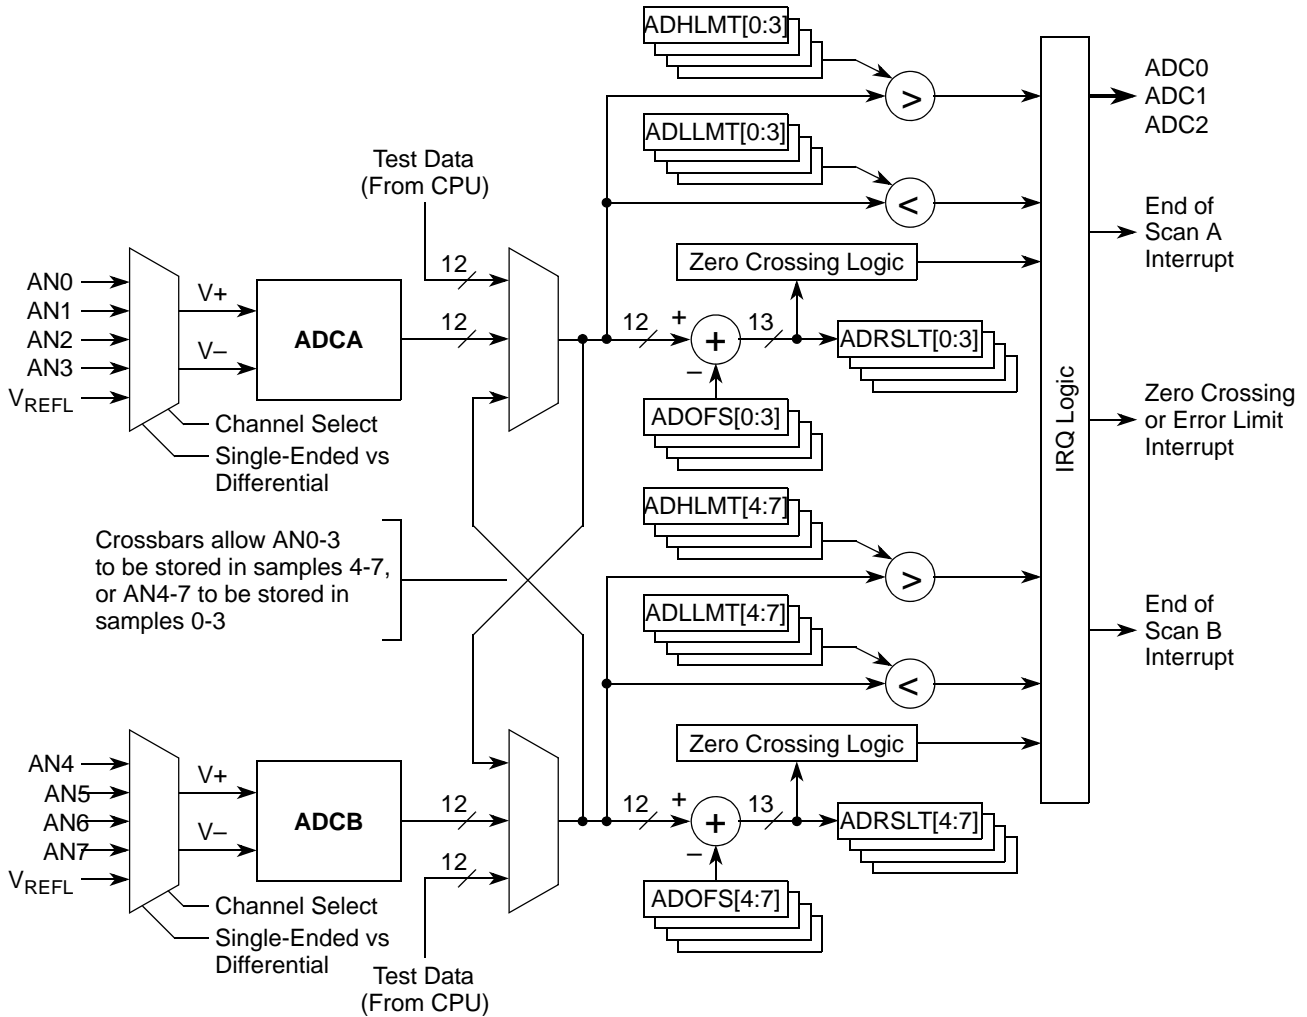 ADHLMT[0:3]
>
ADC0
ADC1
ADC2
ADLLMT[0:3]
<
Test Data
(From CPU)
End of
Scan A
Interrupt
12
Zero Crossing Logic
AN0
AN1
AN2
AN3
VREFL
V+
V–
ADCA
12
12
+
–
+
13
ADRSLT[0:3]
ADOFS[0:3]
Channel Select
Single-Ended vs
Differential
IRQ Logic
Zero Crossing
or Error Limit
Interrupt
ADHLMT[4:7]
>
Crossbars allow AN0-3
to be stored in samples 4-7,
or AN4-7 to be stored in
samples 0-3
ADLLMT[4:7]
<
End of
Scan B
Interrupt
Zero Crossing Logic
AN4
AN5
AN6
AN7
VREFL
V+
V–
ADCB
12
12
12
+
–
+
13
ADRSLT[4:7]
ADOFS[4:7]
Channel Select
Single-Ended vs
Differential
Test Data
(From CPU)